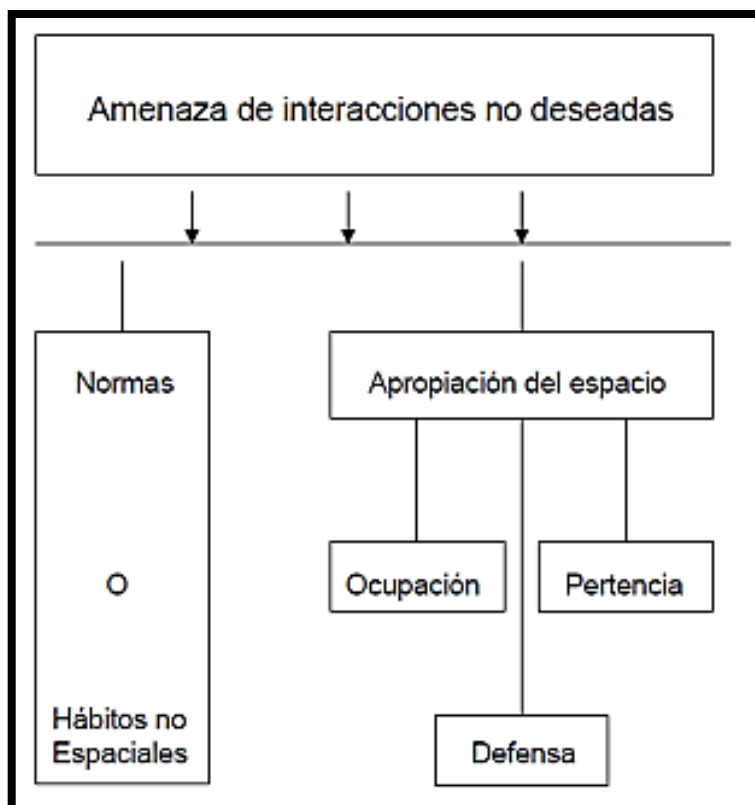 Amenaza de interacciones no deseadas
Normas
O
Hábitos no
Espaciales
Apropiación del espacio
Ocupación
Pertencia
Defensa